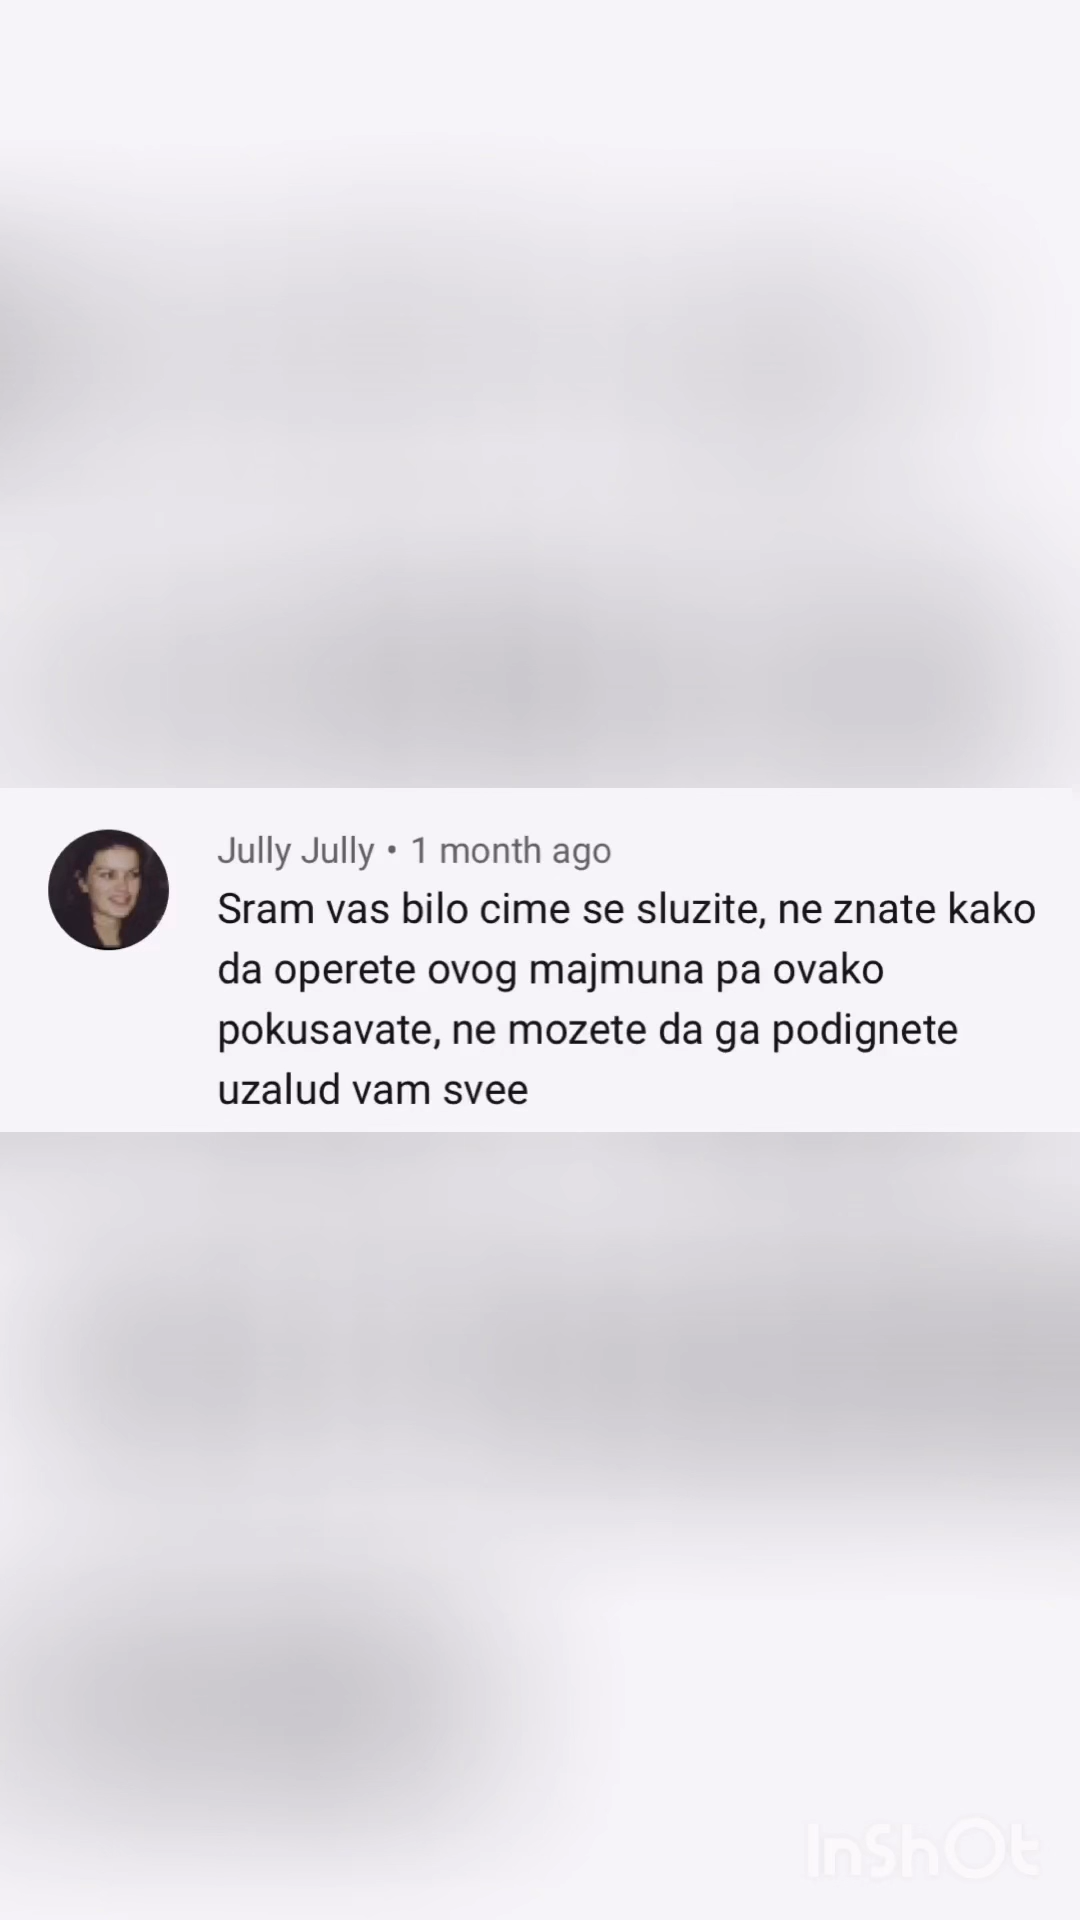 Jully Jully • 1 month ago
Sram vas bilo cime se sluzite, ne znate kako
da operete ovog majmuna pa ovako
pokusavate, ne mozete da ga podignete
uzalud vam svee
InShOt